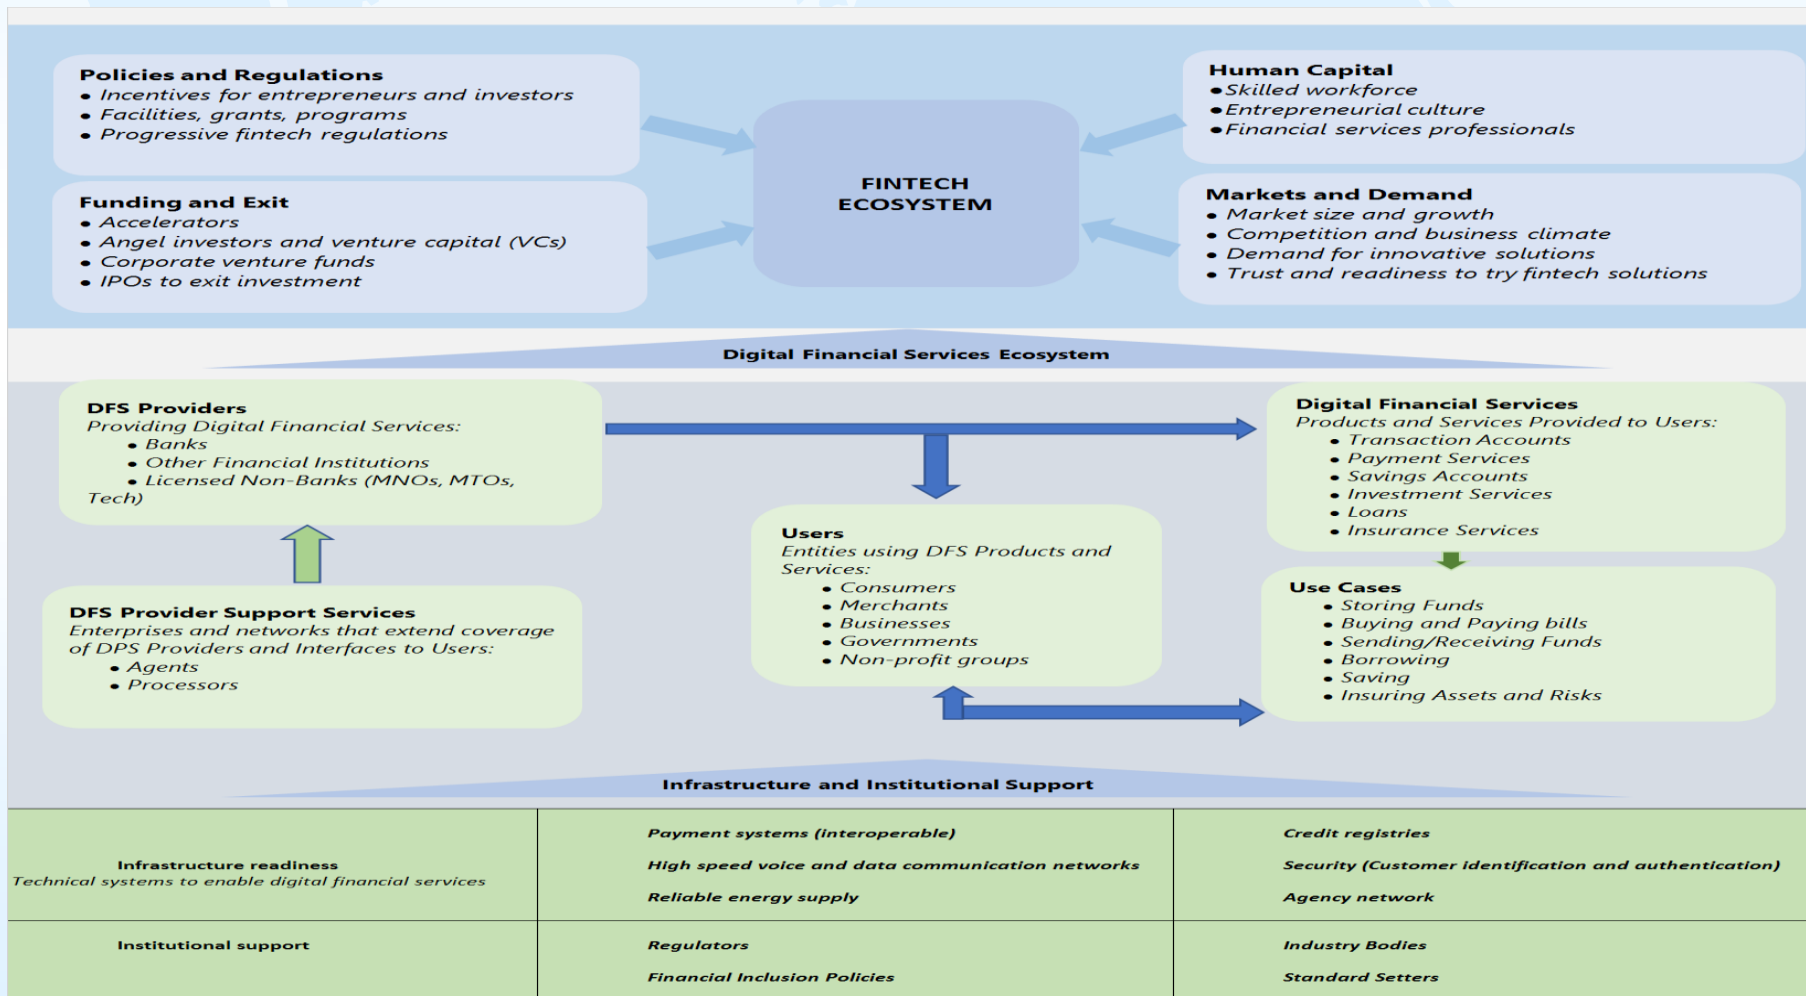 Policies and Regulations
• Incentives for entrepreneurs and investors
• Facilities, grants, programs
• Progressive fintech regulations
Funding and Exit
• Accelerators
• Angel investors and venture capital (VCs)
• Corporate venture funds
• IPOs to exit investment
FINTECH
ECOSYSTEM
Human Capital
• Skilled workforce
• Entrepreneurial culture
• Financial services professionals
Markets and Demand
• Market size and growth
• Competition and business climate
• Demand for innovative solutions
• Trust and readiness to try fintech solutions
Digital Financial Services Ecosystem
DFS Providers
Providing Digital Financial Services:
• Banks
• Other Financial Institutions
• Licensed Non-Banks (MNOs, MTOs,
Tech)
DFS Provider Support Services
Enterprises and networks that extend coverage
of DPS Providers and Interfaces to Users:
• Agents
• Processors
Users
Entities using DFS Products and
Services:
• Consumers
• Merchants
• Businesses
• Governments
• Non-profit groups
Digital Financial Services
Products and Services Provided to Users:
• Transaction Accounts
• Payment Services
• Savings Accounts
• Investment Services
• Loans
• Insurance Services
Use Cases
• Storing Funds
• Buying and Paying bills
• Sending/Receiving Funds
• Borrowing
• Saving
• Insuring Assets and Risks
Infrastructure and Institutional Support
Infrastructure readiness
Technical systems to enable digital financial services
Payment systems (interoperable)
High speed voice and data communication networks
Reliable energy supply
Credit registries
Security (Customer identification and authentication)
Agency network
Institutional support
Regulators
Financial Inclusion Policies
Industry Bodies
Standard Setters